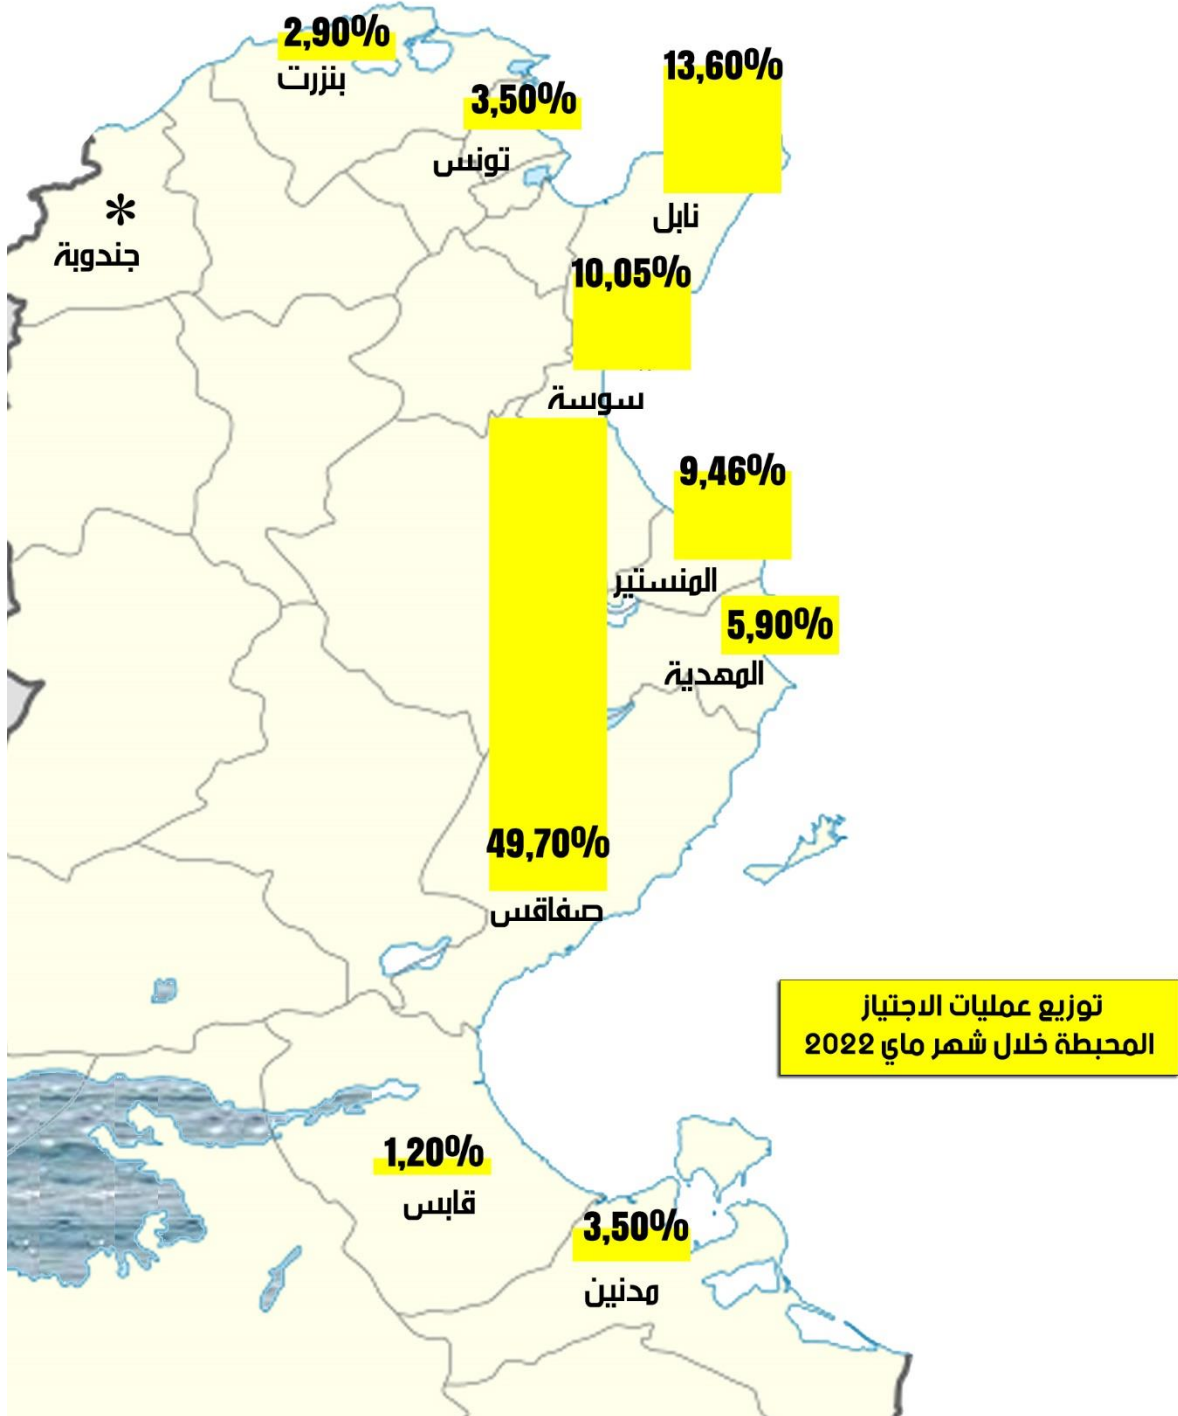 2,90%
بنزرت
13,60%
نابل
3,50%
تونس
*
جندوبة
10,05%
سوسة
9,46%
المنستير
5,90%
المهدية
49,70%
صفاقس
توزيع عمليات الاجتياز
المحبطة خلال شهر ماي 2022
1,20%
قابس
3,50%
مدنين